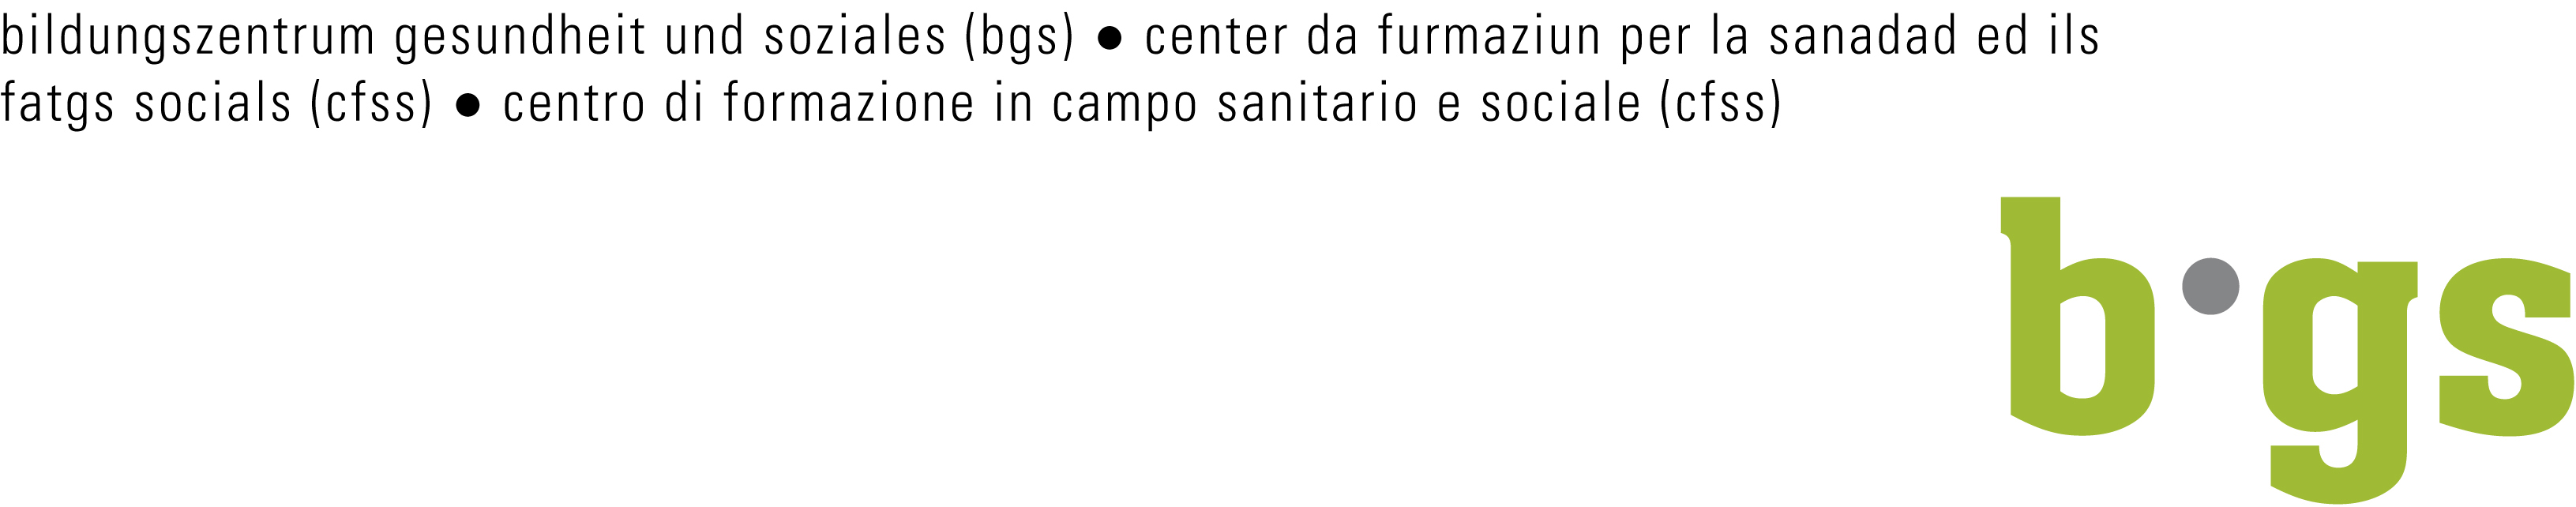 bildungszentrum gesundheit und soziales (bgs) ● center da furmaziun per la sanadad ed ils
fatgs socials (cfss) ● centro di formazione in campo sanitario e sociale (cfss)
b·gs